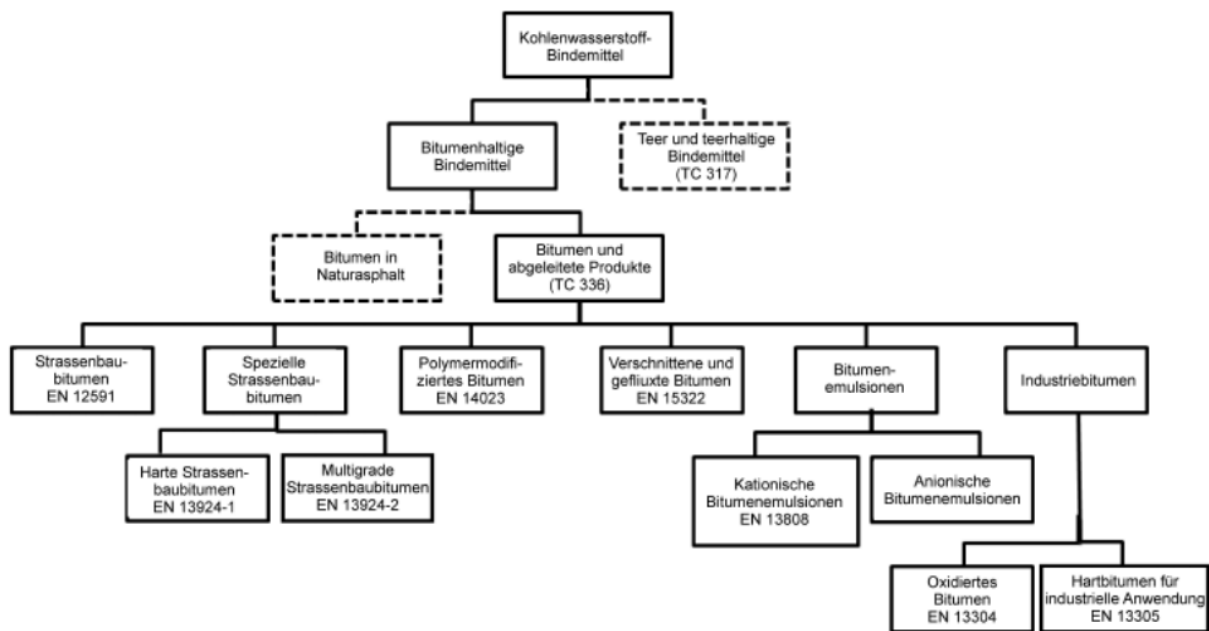 Kohlenwasserstoff-
Bindemittel
Bitumenhaltige
Bindemittel
Teer und teerhaltige
Bindemittel
(TC 317)
Bitumen in
Naturasphalt
Bitumen und
abgeleitete Produkte
(TC 336)
Strassenbau-
bitumen
EN 12591
Spezielle
Strassenbau-
bitumen
Polymermodifi-
ziertes Bitumen
EN 14023
Verschnittene und
gefliuxte Bitumen
EN 15322
Bitumen-
emulsionen
Industriebitumen
Harte Strassen-
baubitumen
EN 13924-1
Multigrade
Strassenbaubitumen
EN 13924-2
Kationische
Bitumenemulsionen
EN 13808
Anionische
Bitumenemulsionen
Oxidiertes
Bitumen
EN 13304
Hartbitumen für
industrielle Anwendung
EN 13305